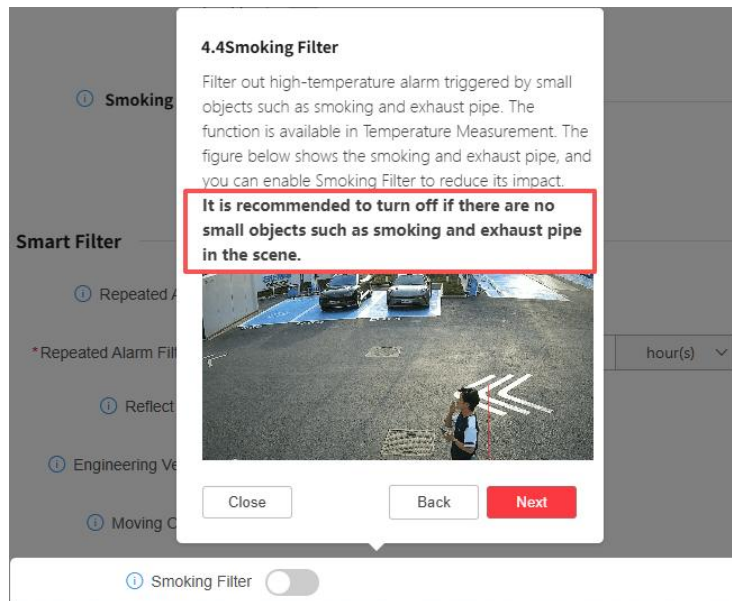 4.4Smoking Filter
Filter out high-temperature alarm triggered by small
objects such as smoking and exhaust pipe. The
function is available in Temperature Measurement. The
figure below shows the smoking and exhaust pipe, and
you can enable Smoking Filter to reduce its impact.
It is recommended to turn off if there are no
small objects such as smoking and exhaust pipe
in the scene.
Smoking
Smart Filter
Repeated
*Repeated Alarm
hour(s)
Reflect
Engineering
Moving
Close
Back
Next
Smoking Filter